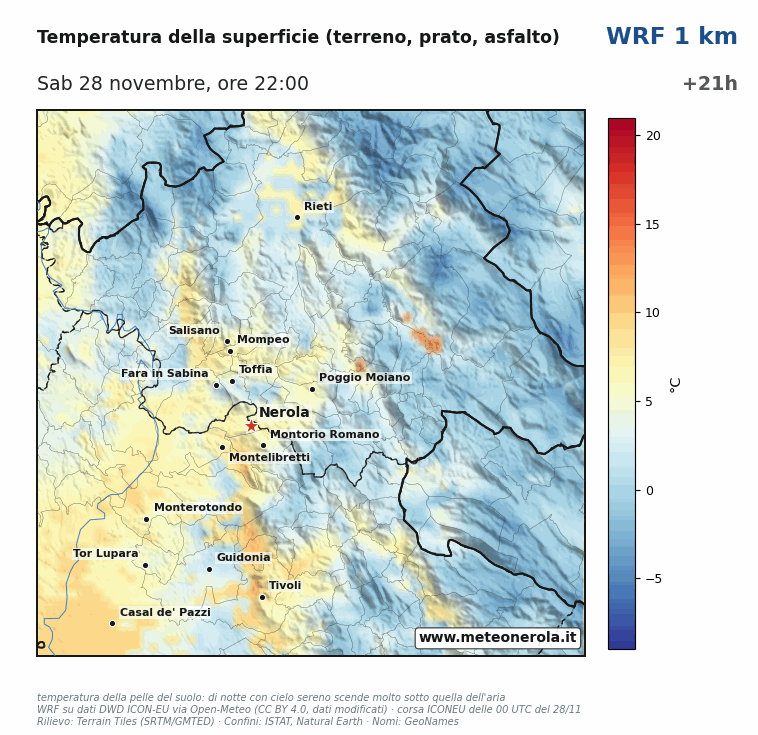 Temperatura della superficie (terreno, prato, asfalto)
WRF 1 km
Sab 28 novembre, ore 22:00
+21h
Rieti
Salisano
Mompeo
Fara in Sabina
Toffia
Poggio Moiano
Nerola
Montorio Romano
Montelibretti
Monterotondo
Tor Lupara
Guidonia
Tivoli
Casal de' Pazzi
www.meteonerola.it
20
15
10
5
0
−5
°C
temperatura della pelle del suolo: di notte con cielo sereno scende molto sotto quella dell'aria
WRF su dati DWD ICON-EU via Open-Meteo (CC BY 4.0, dati modificati) · corsa ICONEU delle 00 UTC del 28/11
Rilievo: Terrain Tiles (SRTM/GMTED) · Confini: ISTAT, Natural Earth · Nomi: GeoNames